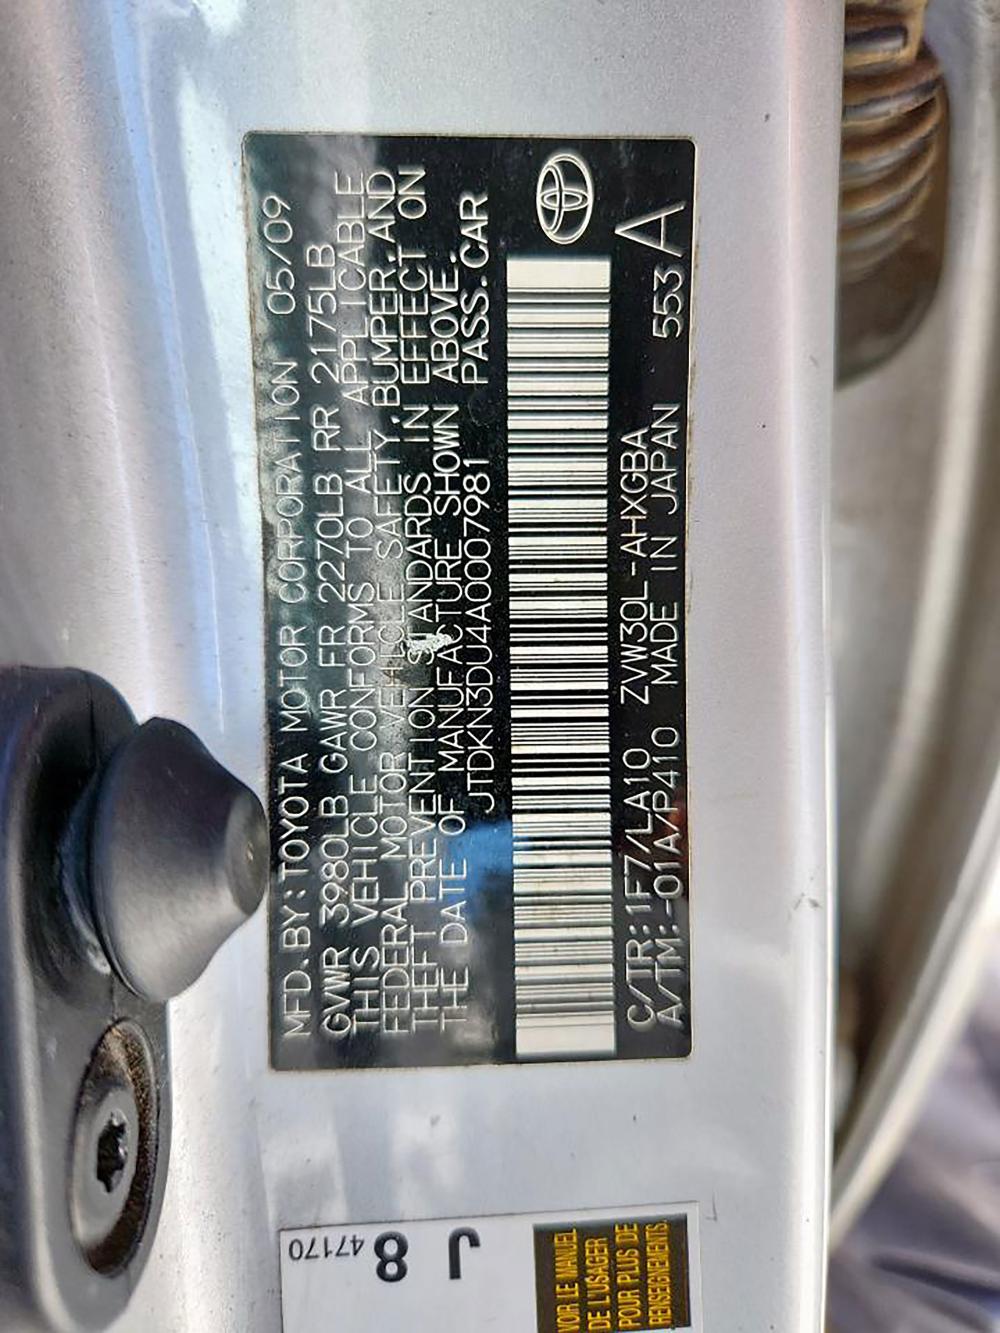 MFD.BY:TOYOTA MOTOR CORPORATION 05/09
GVWR 3980LB GAWR FR 2270LB RR 2175LB
THIS VEHICLE CONFORMS TO ALL APPLICABLE
FEDERAL MOTOR VEHICLE SAFETY,BUMPER,AND
THEFT PREVENTION STANDARDS IN EFFECT ON
THE DATE OF MANUFACTURE SHOWN ABOVE.
JTDKN3DU4A0007981 PASS.CAR
C/TR:1F7/LA10 ZVW30L-AHXGBA
A/TM:-01A/P410 MADE IN JAPAN 553 A
J 8
47170
VOIR LE MANUEL
DE L'USAGER
POUR PLUS DE
RENSEIGNEMENTS.